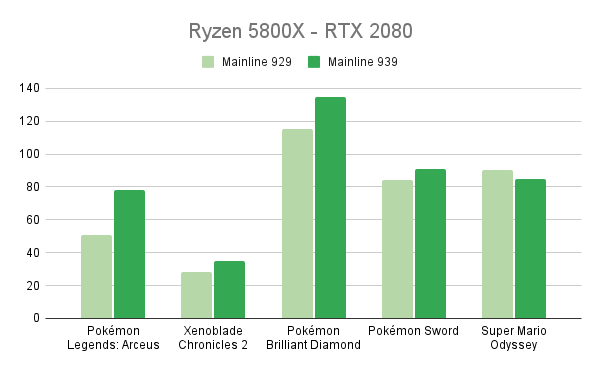 Ryzen 5800X - RTX 2080
Mainline 929
Mainline 939
140
120
100
80
60
40
20
0
Pokémon
Legends: Arceus
Xenoblade
Chronicles 2
Pokémon
Brilliant Diamond
Pokémon Sword
Super Mario
Odyssey